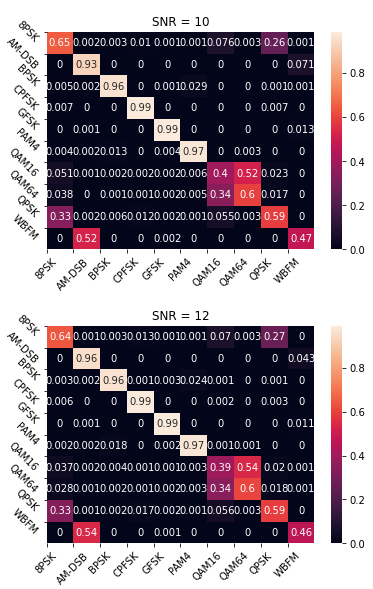 SNR = 10
8PSK 0.65 0.002 0.003 0.01 0.001 0.001 0.076 0.003 0.26 0.001
AM-DSB 0 0.93 0 0 0 0 0 0 0 0.071
BPSK 0.005 0.002 0.96 0 0.001 0.029 0 0 0.001 0.001
CPFSK 0.007 0 0 0.99 0 0 0 0 0.007 0
GFSK 0 0.001 0 0 0.99 0 0 0 0 0.013
PAM4 0.004 0.002 0.013 0 0.004 0.97 0 0.003 0 0
QAM16 0.051 0.001 0.002 0.002 0.002 0.006 0.4 0.52 0.023 0
QAM64 0.038 0 0.001 0.001 0.002 0.005 0.34 0.6 0.017 0
QPSK 0.33 0.002 0.006 0.012 0.002 0.001 0.055 0.003 0.59 0
WBFM 0 0.52 0 0 0.002 0 0 0 0 0.47
8PSK AM-DSB BPSK CPFSK GFSK PAM4 QAM16 QAM64 QPSK WBFM
0.8
0.6
0.4
0.2
0.0
SNR = 12
8PSK 0.64 0.001 0.003 0.013 0.001 0.001 0.07 0.003 0.27 0
AM-DSB 0 0.96 0 0 0 0 0 0 0 0.043
BPSK 0.003 0.002 0.96 0.001 0.003 0.024 0.001 0 0.001 0
CPFSK 0.006 0 0 0.99 0 0 0.002 0 0.003 0
GFSK 0 0.001 0 0 0.99 0 0 0 0 0.011
PAM4 0.002 0.002 0.018 0 0.002 0.97 0.001 0.001 0 0
QAM16 0.037 0.002 0.004 0.001 0.001 0.003 0.39 0.54 0.02 0.001
QAM64 0.028 0.001 0.002 0.001 0.002 0.003 0.34 0.6 0.018 0.001
QPSK 0.33 0.001 0.002 0.017 0.002 0.001 0.056 0.003 0.59 0
WBFM 0 0.54 0 0 0.001 0 0 0 0 0.46
8PSK AM-DSB BPSK CPFSK GFSK PAM4 QAM16 QAM64 QPSK WBFM
0.8
0.6
0.4
0.2
0.0